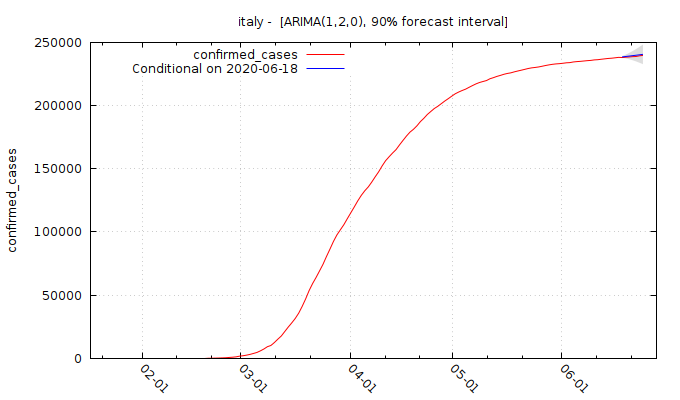 italy - [ARIMA(1,2,0), 90% forecast interval]
confirmed_cases
Conditional on 2020-06-18
250000
200000
150000
100000
50000
0
confirmed_cases
02-01
03-01
04-01
05-01
06-01